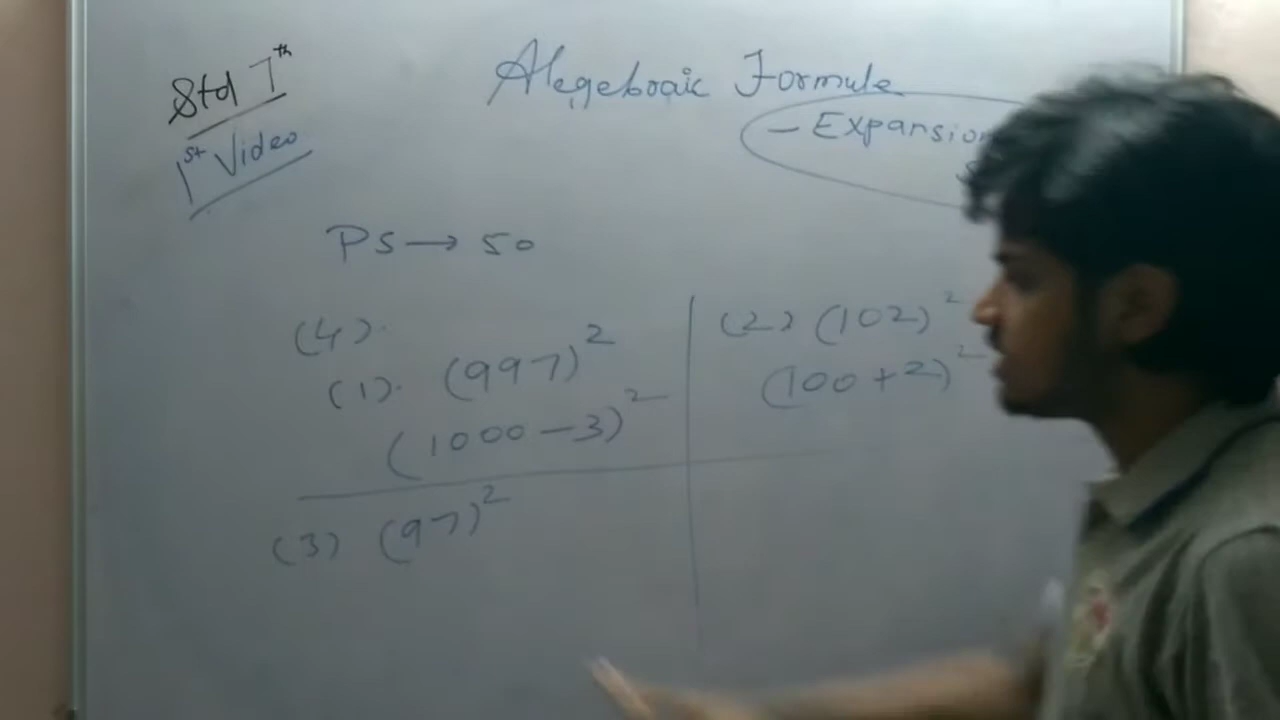 Std 7th
1st Video
Alegebraic Formule
- Expansion
PS → 50
(4).
(1). (997)²
(1000 - 3)²
(2) (102)²
(100 + 2)²
(3) (97)²